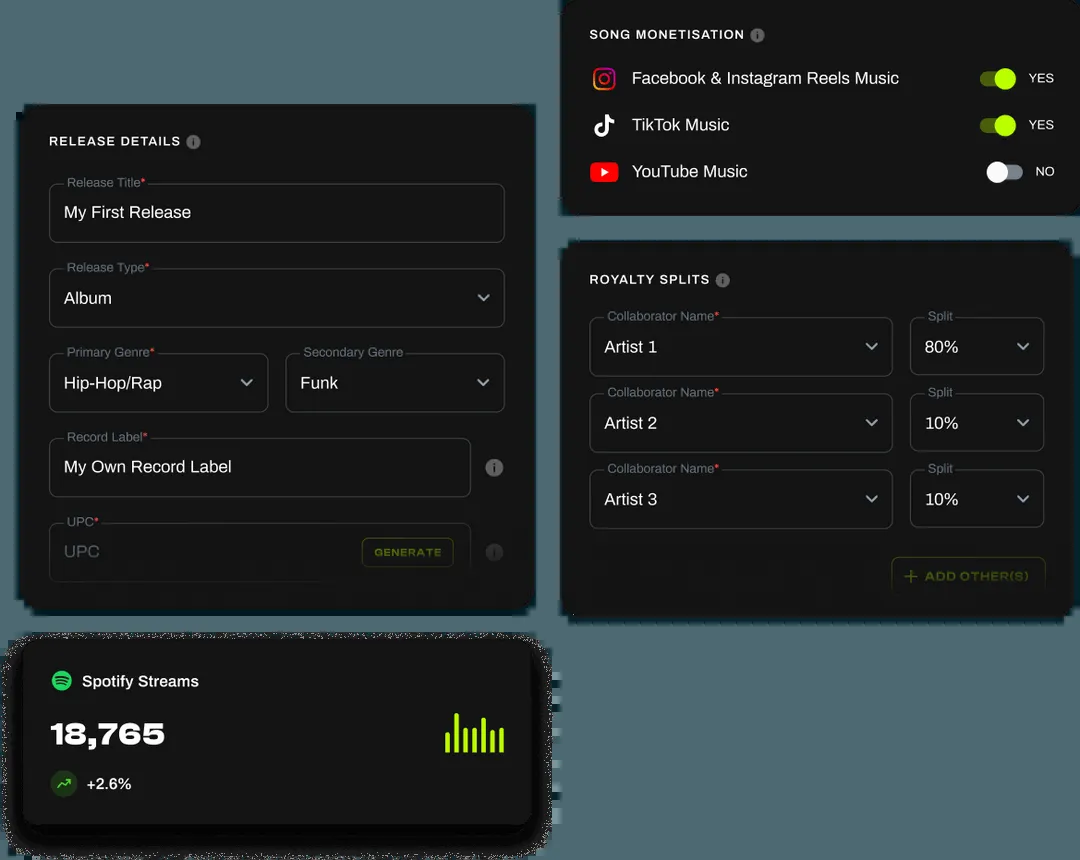 SONG MONETISATION
Facebook & Instagram Reels Music
YES
TikTok Music
YES
YouTube Music
NO
RELEASE DETAILS
Release Title*
My First Release
Release Type*
Album
Primary Genre*
Secondary Genre
Hip-Hop/Rap
Funk
Record Label*
My Own Record Label
UPC*
UPC
GENERATE
ROYALTY SPLITS
Collaborator Name*
Split
Artist 1
80%
Collaborator Name*
Split
Artist 2
10%
Collaborator Name*
Split
Artist 3
10%
+ ADD OTHER(S)
Spotify Streams
18,765
+2.6%